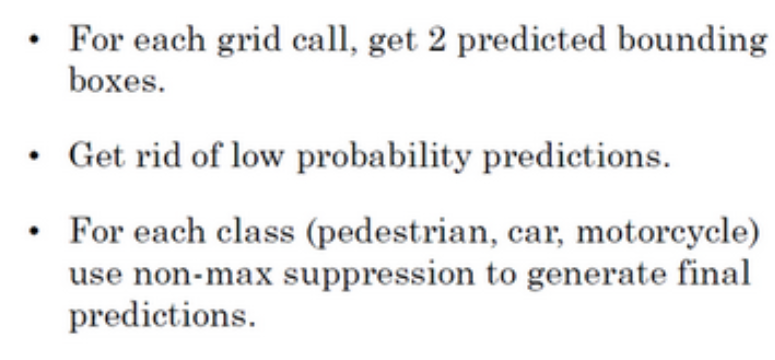 • For each grid call, get 2 predicted bounding
boxes.
• Get rid of low probability predictions.
• For each class (pedestrian, car, motorcycle)
use non-max suppression to generate final
predictions.